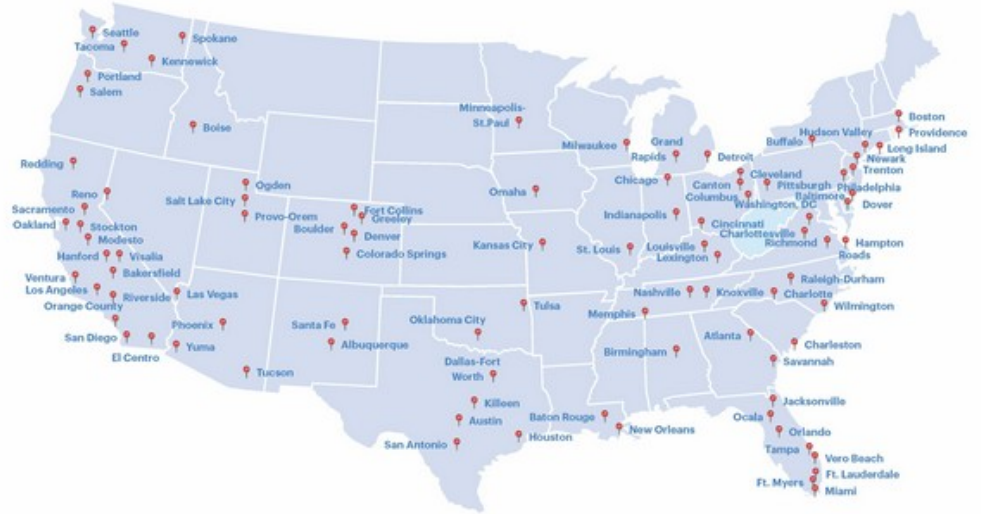 Seattle
Tacoma
Spokane
Kennewick
Portland
Salem
Boise
Minneapolis-
St.Paul
Milwaukee
Grand
Rapids
Detroit
Buffalo
Hudson Valley
Boston
Providence
Long Island
Newark
Trenton
Redding
Reno
Sacramento
Oakland
Stockton
Modesto
Hanford
Visalia
Ventura
Bakersfield
Los Angeles
Riverside
Orange County
Las Vegas
San Diego
El Centro
Phoenix
Yuma
Tucson
Ogden
Salt Lake City
Provo-Orem
Fort Collins
Greeley
Boulder
Denver
Colorado Springs
Santa Fe
Albuquerque
Omaha
Kansas City
St. Louis
Chicago
Indianapolis
Canton
Columbus
Cleveland
Pittsburgh
Philadelphia
Baltimore
Washington, DC
Dover
Cincinnati
Charlottesville
Richmond
Hampton
Roads
Louisville
Lexington
Raleigh-Durham
Nashville
Knoxville
Charlotte
Wilmington
Tulsa
Oklahoma City
Memphis
Dallas-Fort
Worth
Birmingham
Atlanta
Charleston
Savannah
Killeen
Austin
San Antonio
Houston
Baton Rouge
New Orleans
Jacksonville
Ocala
Orlando
Tampa
Vero Beach
Ft. Lauderdale
Ft. Myers
Miami